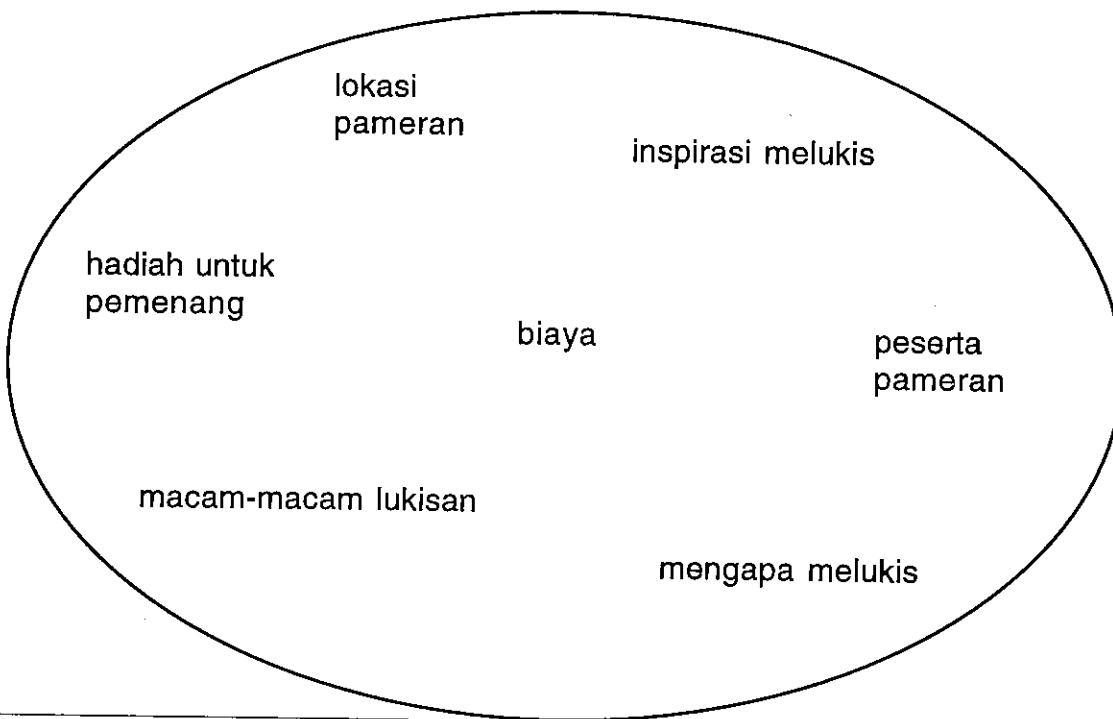 lokasi
pameran
inspirasi melukis
hadiah untuk
pemenang
biaya
peserta
pameran
macam-macam lukisan
mengapa melukis